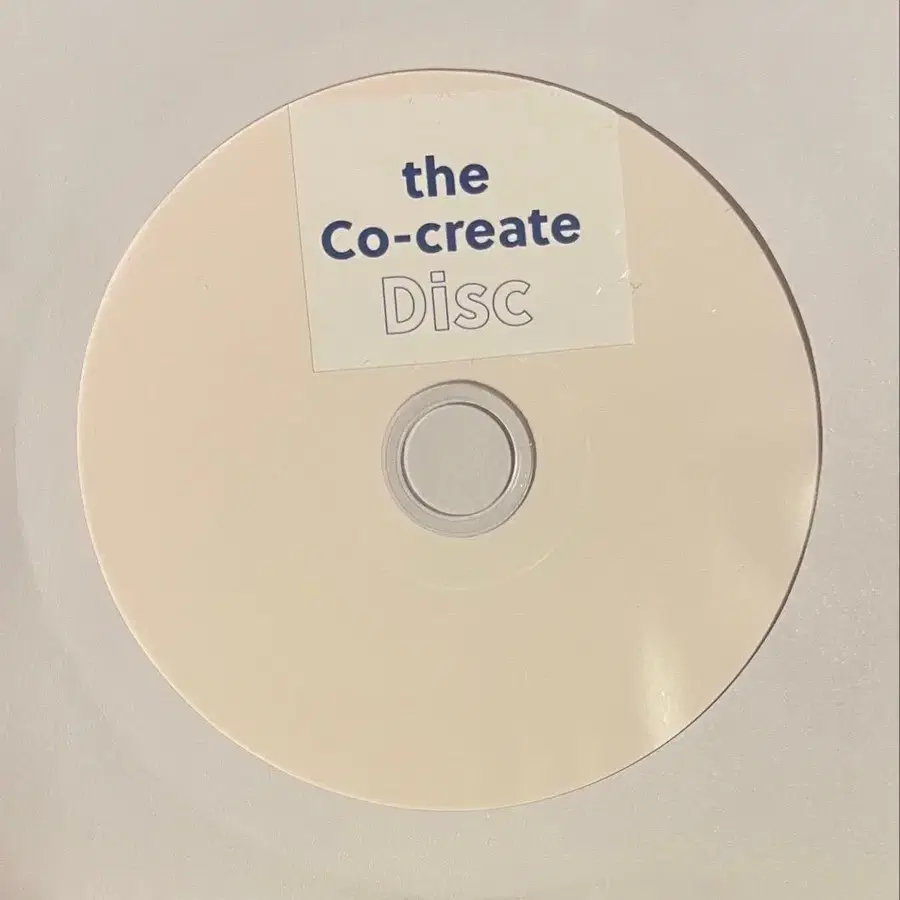 the
Co-create
Disc